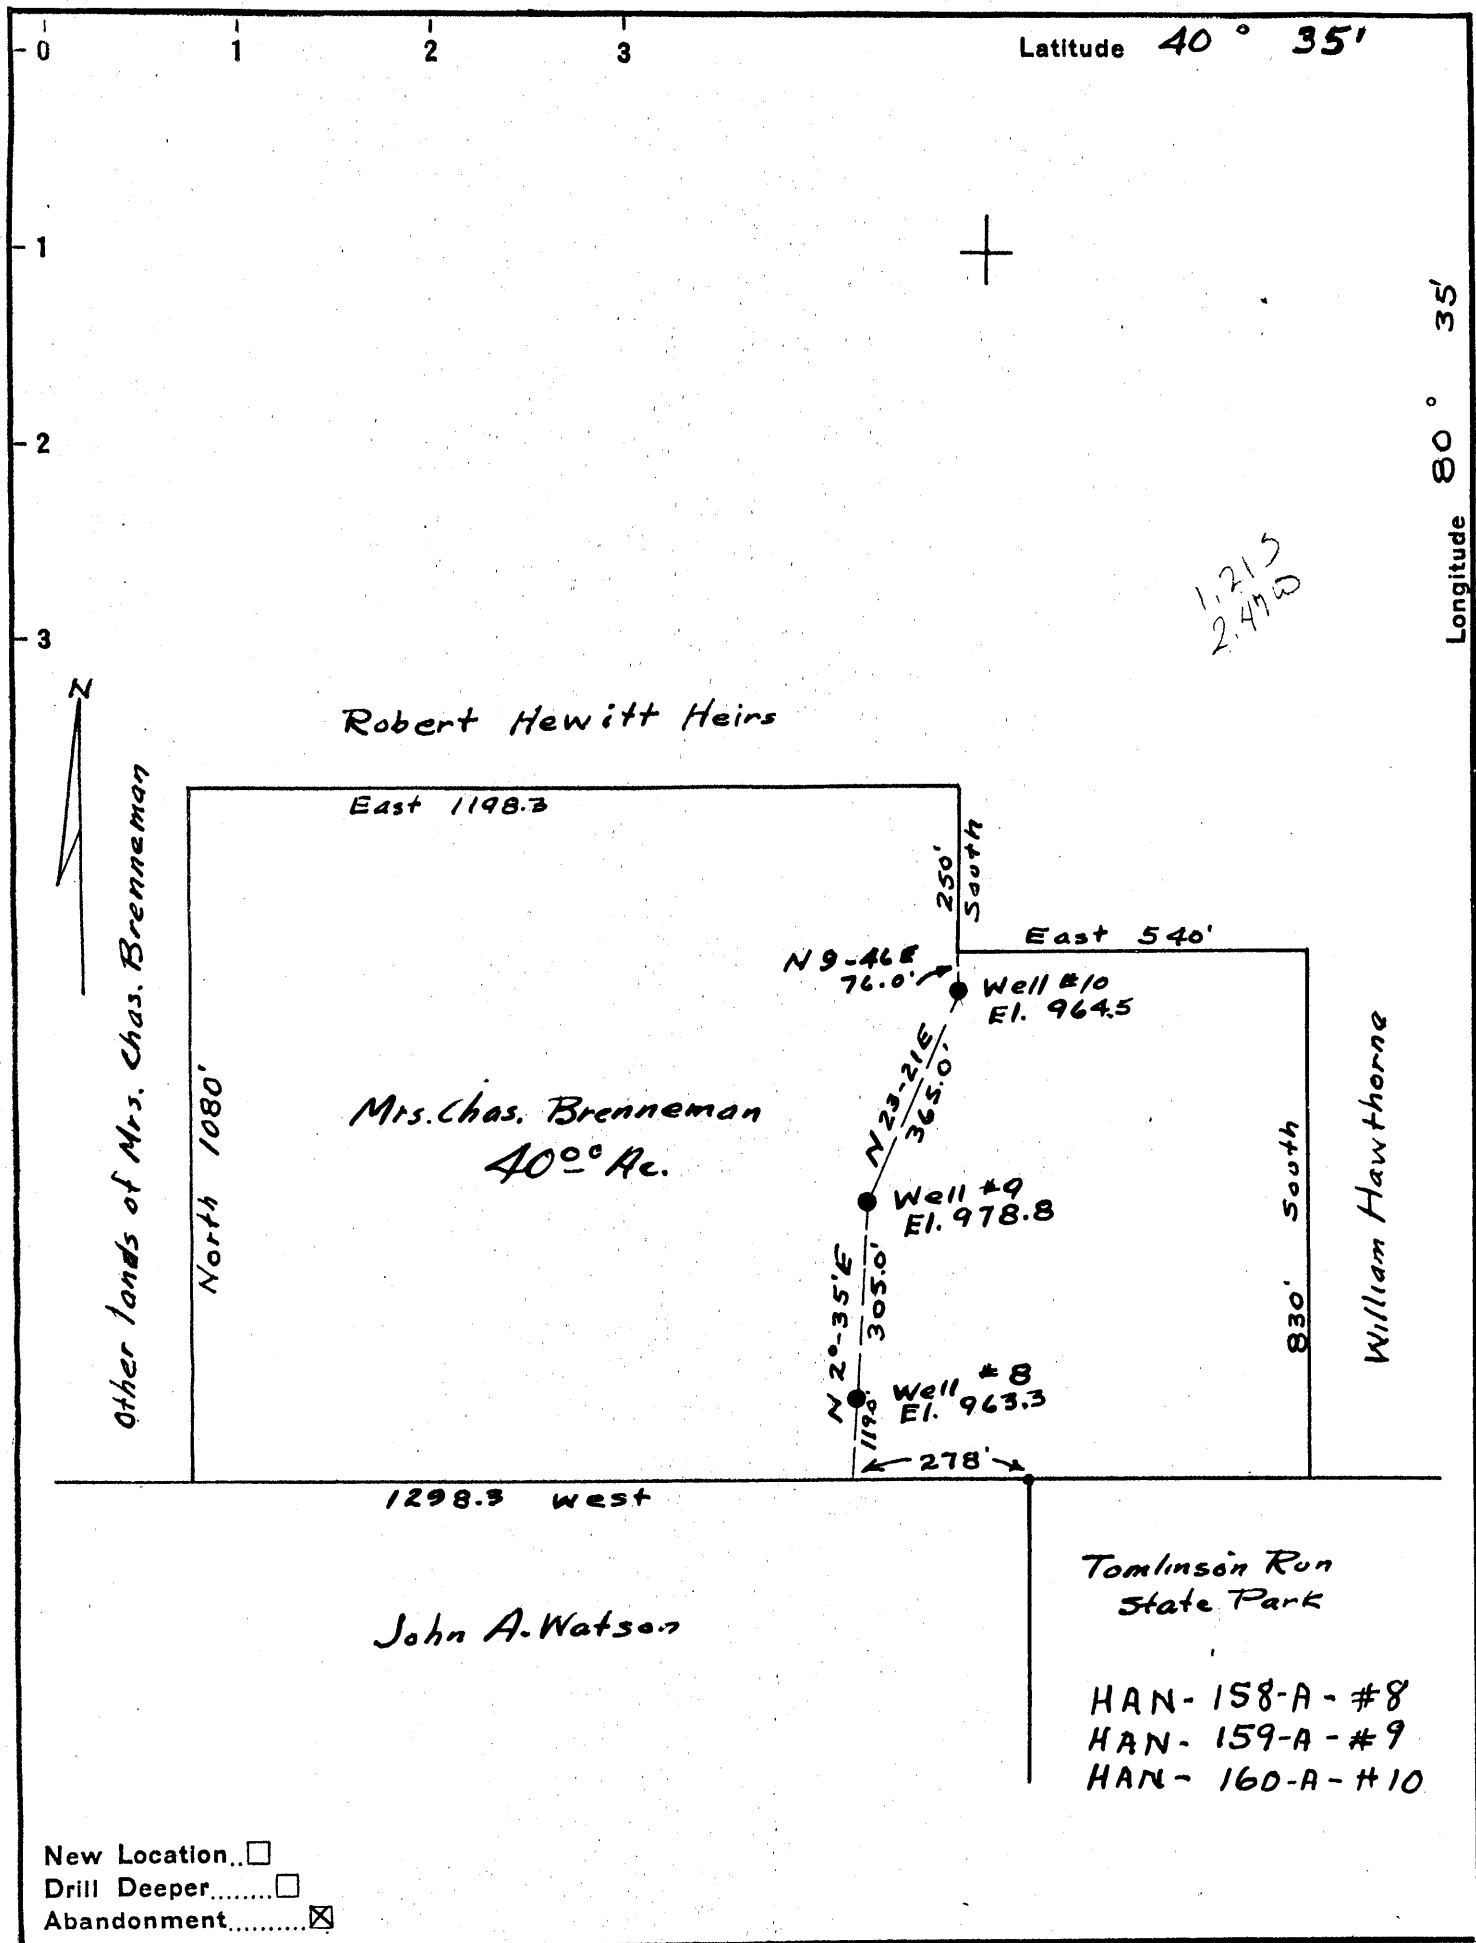 0 1 2 3 Latitude 40° 35'
1
2
3
Longitude 80° 35'
1.21 S
2.47 W
N
Robert Hewitt Heirs
East 1198.3
250'
South
East 540'
N 9-46 E
76.0'
Well #10
El. 964.5
Other lands of Mrs. Chas. Brenneman
North 1080'
Mrs. Chas. Brenneman
40 00 Ac.
N 23-21 E
365.0'
Well #9
El. 978.8
N 2°-35' E
305.0'
Well #8
El. 963.3
119.0'
278'
830' South
William Hawthorne
1298.3 West
John A. Watson
Tomlinson Run
State Park
HAN- 158-A- #8
HAN- 159-A- #9
HAN- 160-A- #10
New Location..
Drill Deeper........
Abandonment..........